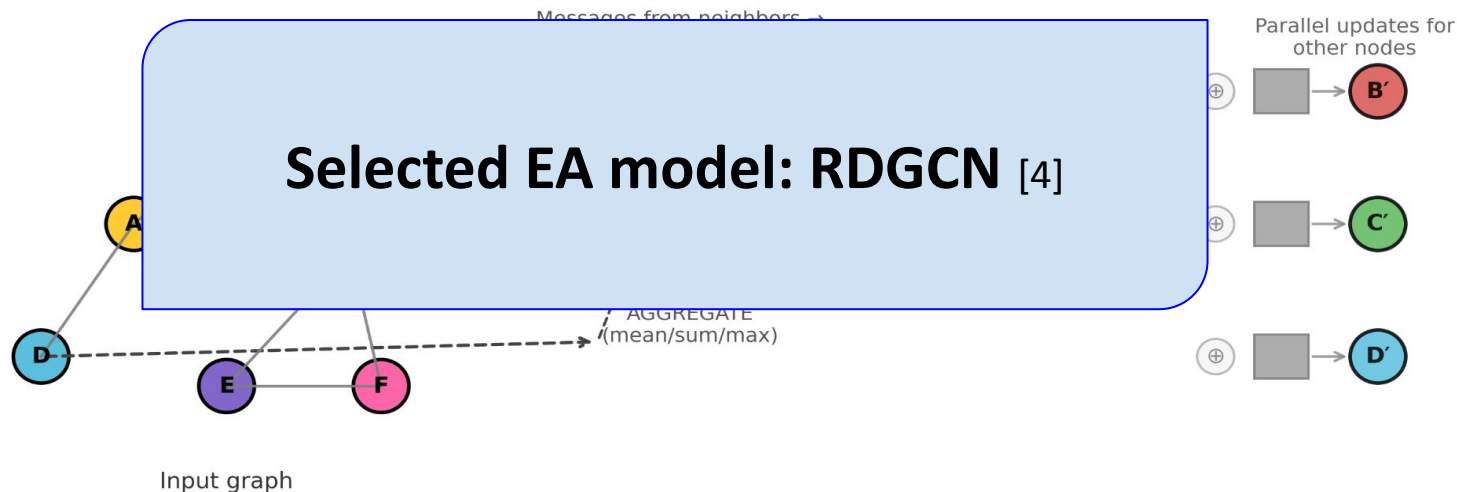 Messages from neighbors →
Parallel updates for
other nodes
⊕
B′
Selected EA model: RDGCN [4]
A
⊕
C′
AGGREGATE
(mean/sum/max)
D
⊕
D′
E
F
Input graph